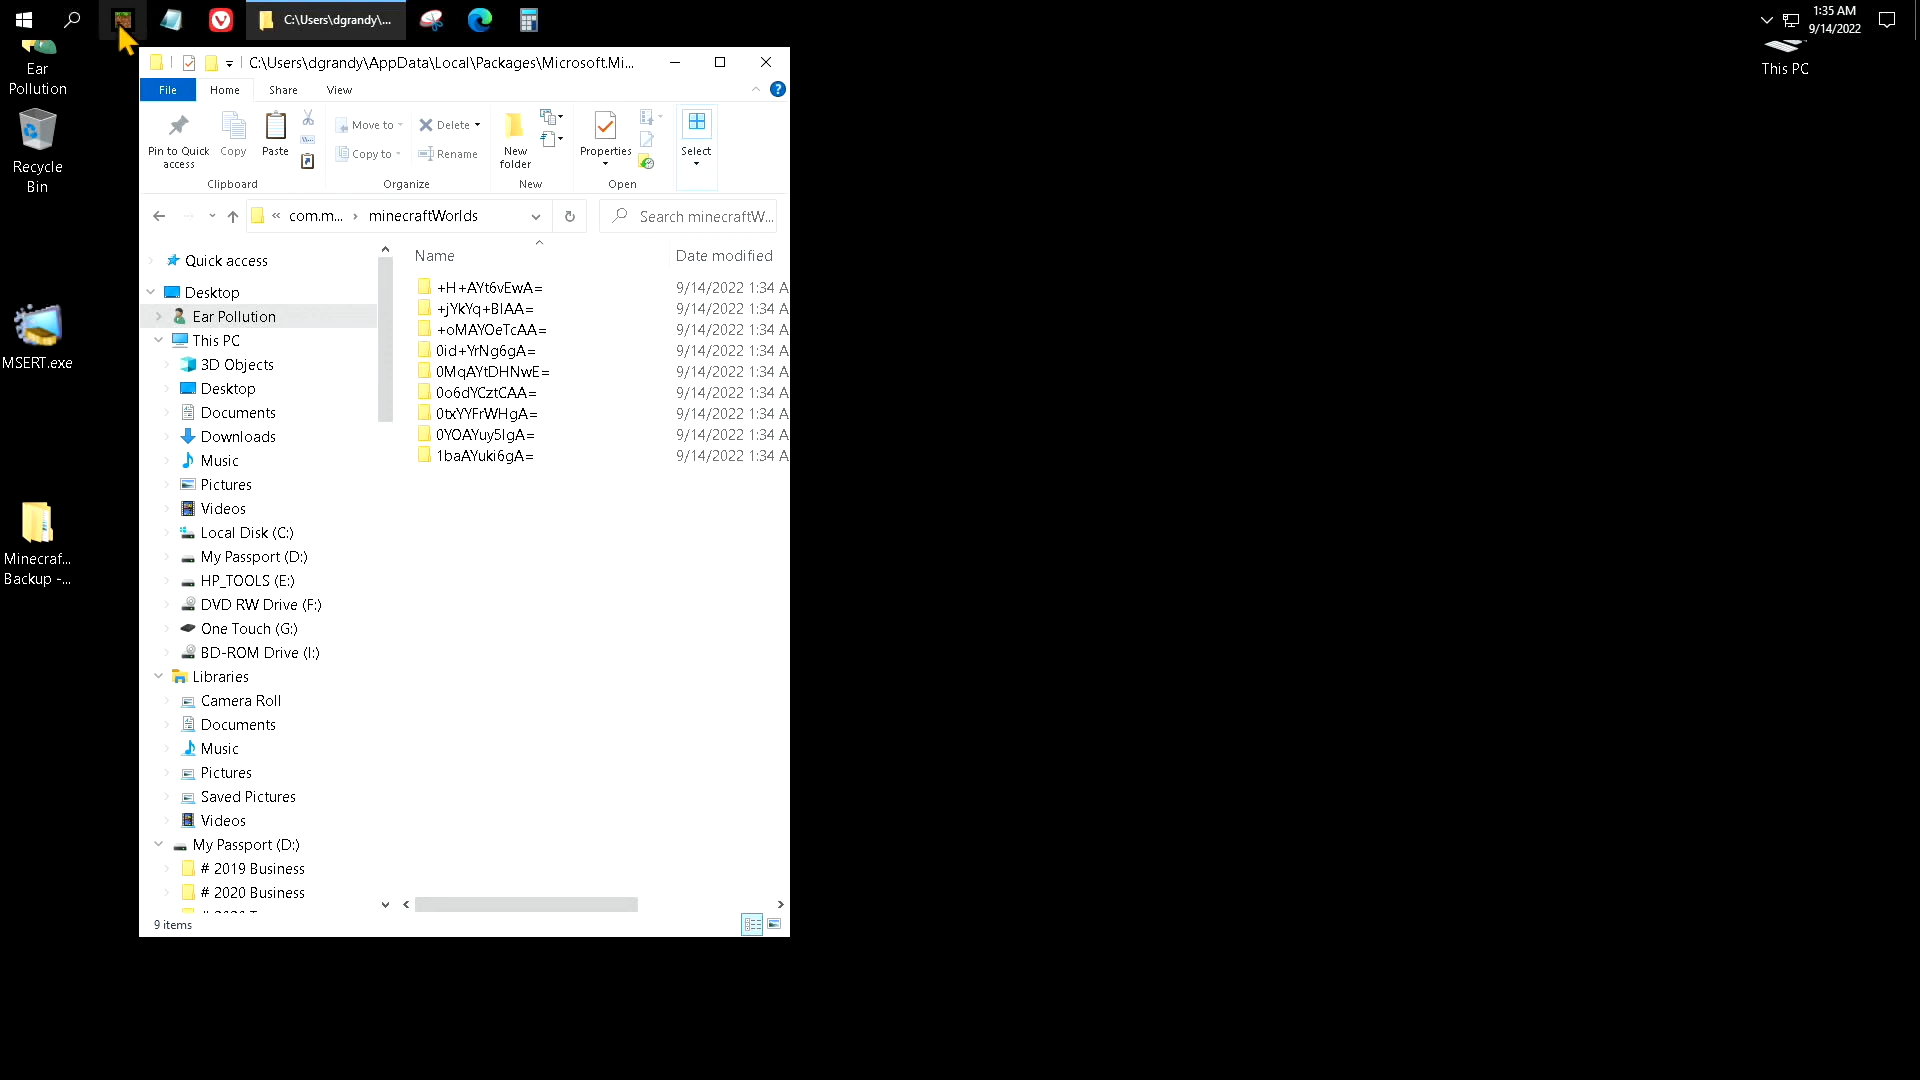 C:\Users\dgrandy\...
1:35 AM
9/14/2022
Ear
Pollution
Recycle
Bin
MSERT.exe
Minecraf...
Backup -...
This PC
C:\Users\dgrandy\AppData\Local\Packages\Microsoft.Mi...
File
Home
Share
View
Pin to Quick
access
Copy
Paste
Move to
Copy to
Delete
Rename
New
folder
Properties
Select
Clipboard
Organize
New
Open
« com.m... › minecraftWorlds
Search minecraftW...
Quick access
Desktop
Ear Pollution
This PC
3D Objects
Desktop
Documents
Downloads
Music
Pictures
Videos
Local Disk (C:)
My Passport (D:)
HP_TOOLS (E:)
DVD RW Drive (F:)
One Touch (G:)
BD-ROM Drive (I:)
Libraries
Camera Roll
Documents
Music
Pictures
Saved Pictures
Videos
My Passport (D:)
# 2019 Business
# 2020 Business
Name Date modified
+H+AYt6vEwA= 9/14/2022 1:34 A
+jYkYq+BIAA= 9/14/2022 1:34 A
+oMAYOeTcAA= 9/14/2022 1:34 A
0id+YrNg6gA= 9/14/2022 1:34 A
0MqAYtDHNwE= 9/14/2022 1:34 A
0o6dYCztCAA= 9/14/2022 1:34 A
0txYYFrWHgA= 9/14/2022 1:34 A
0YOAYuy5IgA= 9/14/2022 1:34 A
1baAYuki6gA= 9/14/2022 1:34 A
9 items